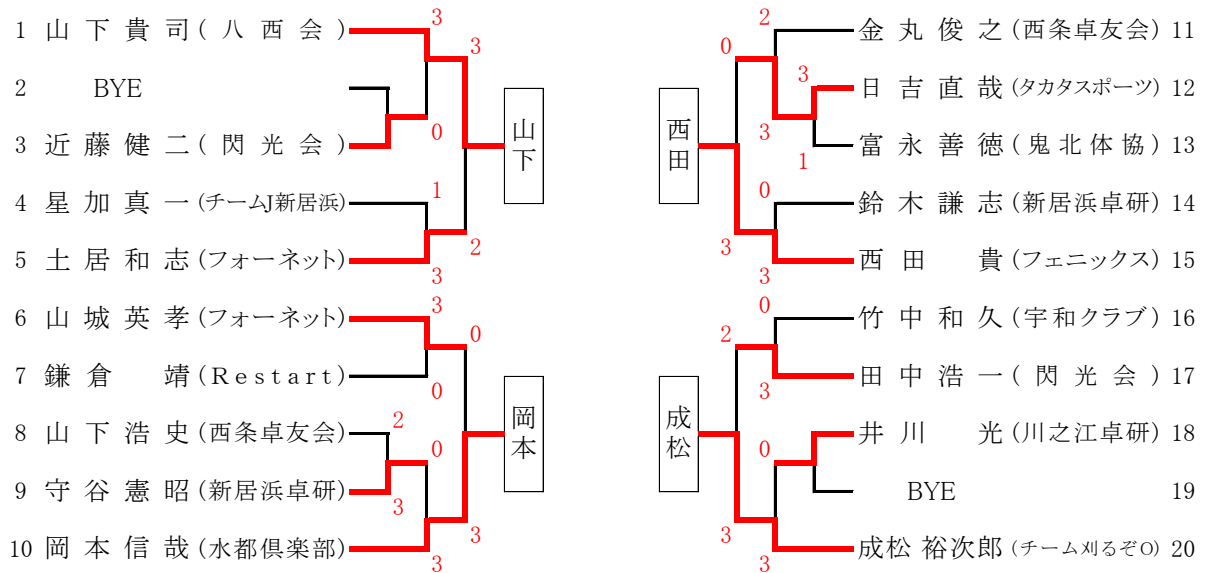 1 山下貴司(八西会)
2 BYE
3 近藤健二(閃光会)
4 星加真一(チームJ新居浜)
5 土居和志(フォーネット)
6 山城英孝(フォーネット)
7 鎌倉 靖(Restart)
8 山下浩史(西条卓友会)
9 守谷憲昭(新居浜卓研)
10 岡本信哉(水都倶楽部)
3
3
0
1
2
3
3
0
0
2
0
3
3
3
山下
岡本
西田
成松
2
0
3
3
1
0
3
3
0
2
3
0
3
3
金丸俊之(西条卓友会) 11
日吉直哉(タカタスポーツ) 12
富永善徳(鬼北体協) 13
鈴木謙志(新居浜卓研) 14
西田 貴(フェニックス) 15
竹中和久(宇和クラブ) 16
田中浩一(閃光会) 17
井川 光(川之江卓研) 18
BYE 19
成松 裕次郎(チーム刈るぞO) 20